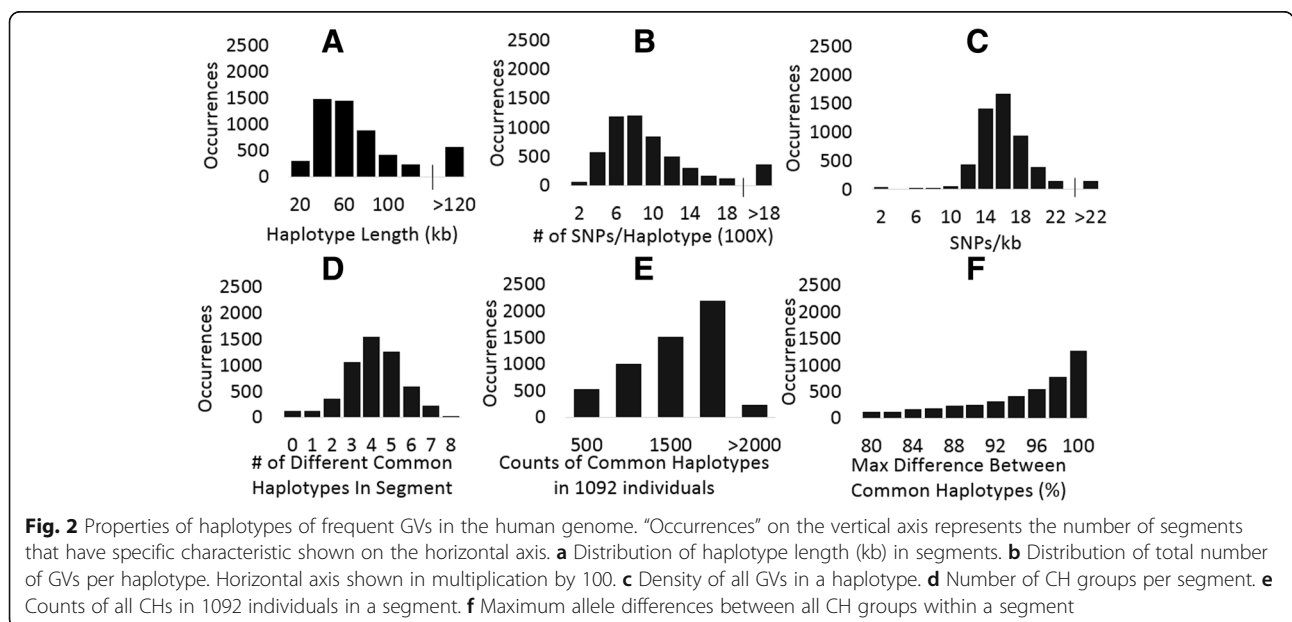 A
2500
2000
1500
1000
500
0
Occurrences
20 60 100 >120
Haplotype Length (kb)
B
2500
2000
1500
1000
500
0
Occurrences
2 6 10 14 18 >18
# of SNPs/Haplotype (100X)
C
2500
2000
1500
1000
500
0
Occurrences
2 6 10 14 18 22 >22
SNPs/kb
D
2500
2000
1500
1000
500
0
Occurrences
0 1 2 3 4 5 6 7 8
# of Different Common
Haplotypes In Segment
E
2500
2000
1500
1000
500
0
Occurrences
500 1500 >2000
Counts of Common Haplotypes
in 1092 individuals
F
2500
2000
1500
1000
500
0
Occurrences
80 84 88 92 96 100
Max Difference Between
Common Haplotypes (%)
Fig. 2 Properties of haplotypes of frequent GVs in the human genome. “Occurrences” on the vertical axis represents the number of segments
that have specific characteristic shown on the horizontal axis. a Distribution of haplotype length (kb) in segments. b Distribution of total number
of GVs per haplotype. Horizontal axis shown in multiplication by 100. c Density of all GVs in a haplotype. d Number of CH groups per segment. e
Counts of all CHs in 1092 individuals in a segment. f Maximum allele differences between all CH groups within a segment